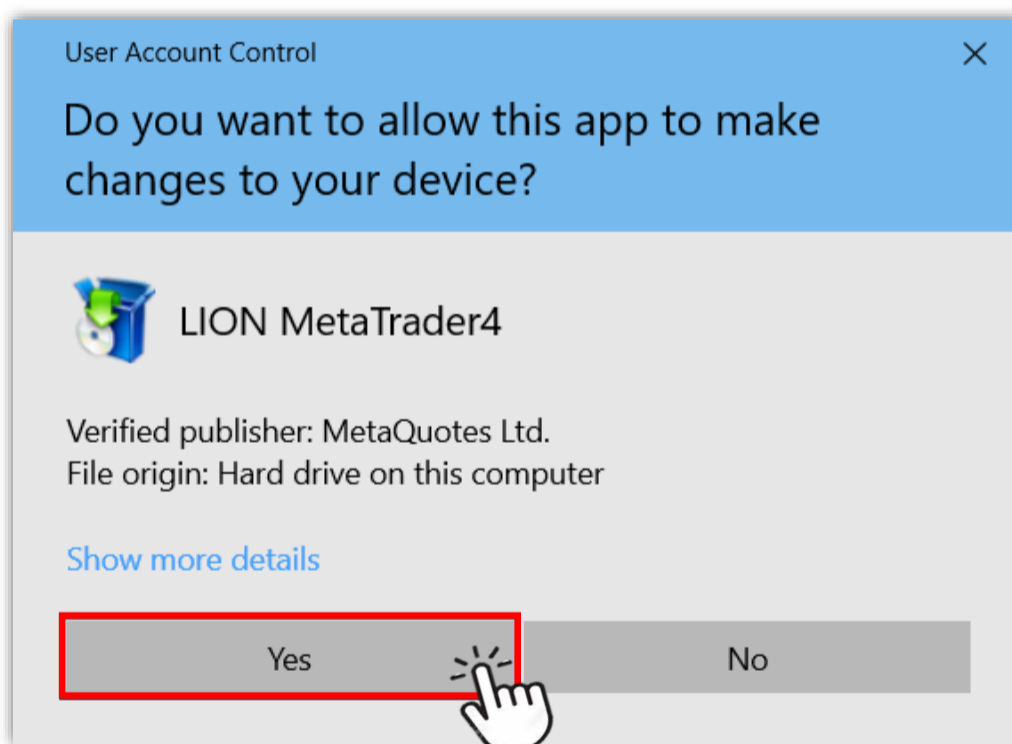 User Account Control
Do you want to allow this app to make
changes to your device?
LION MetaTrader4
Verified publisher: MetaQuotes Ltd.
File origin: Hard drive on this computer
Show more details
Yes
No